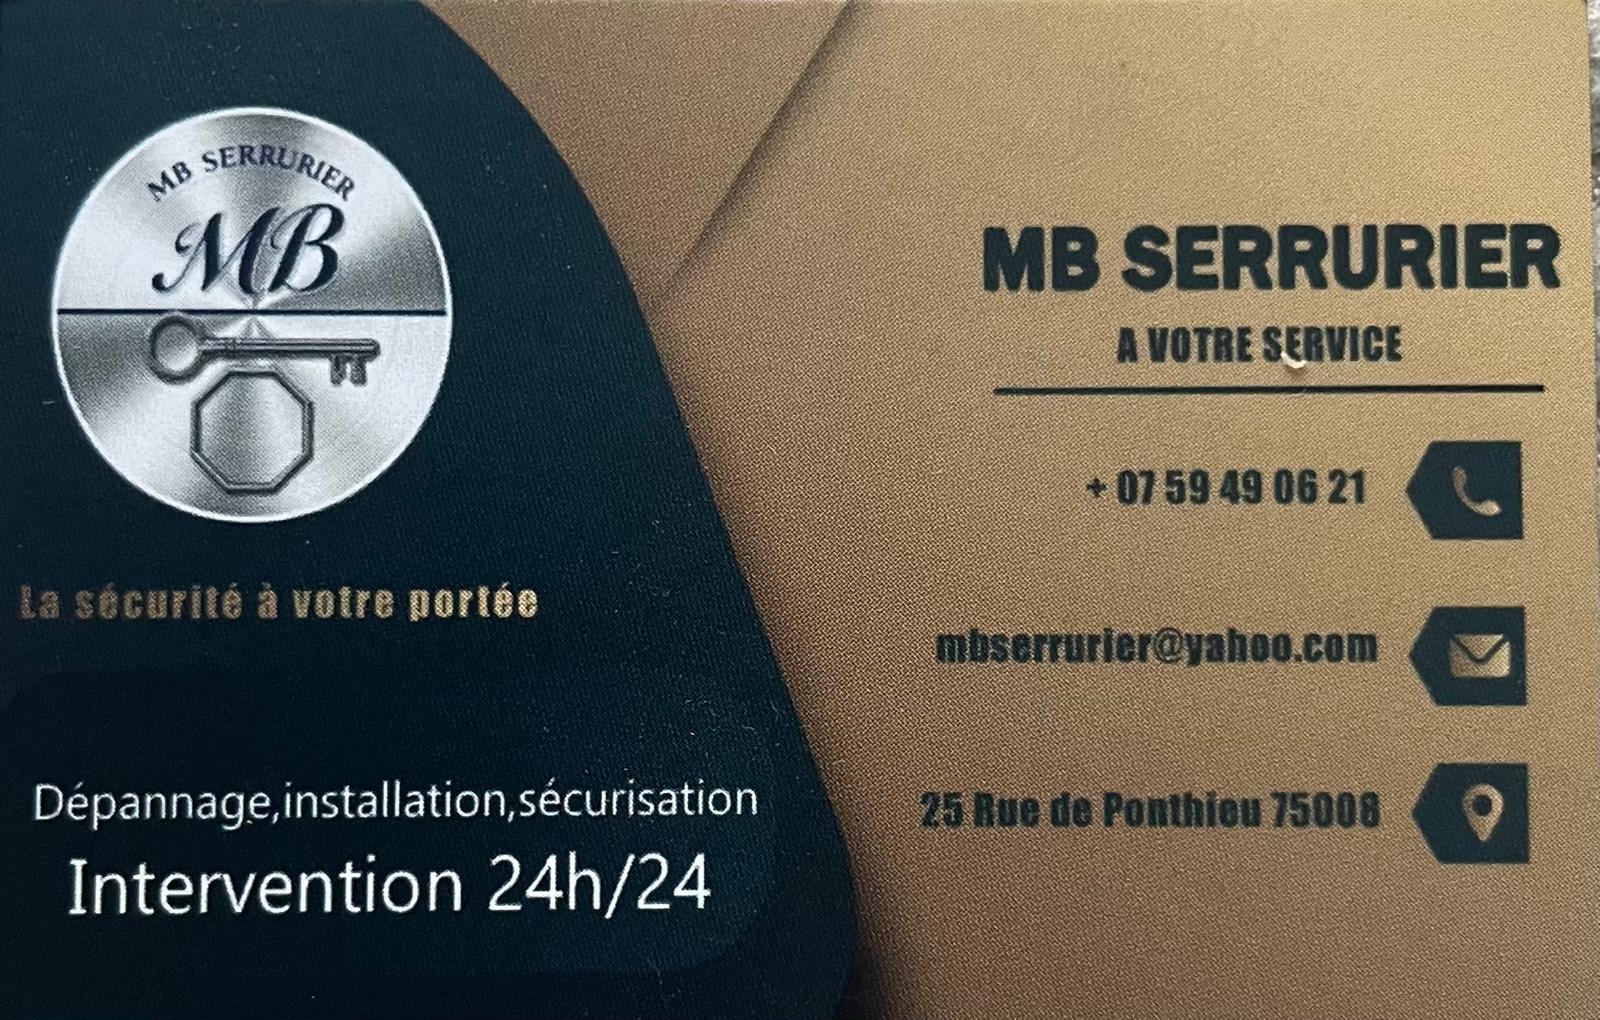 MB SERRURIER
MB
La sécurité à votre portée
Dépannage,installation,sécurisation
Intervention 24h/24
MB SERRURIER
A VOTRE SERVICE
+ 07 59 49 06 21
mbserrurier@yahoo.com
25 Rue de Ponthieu 75008